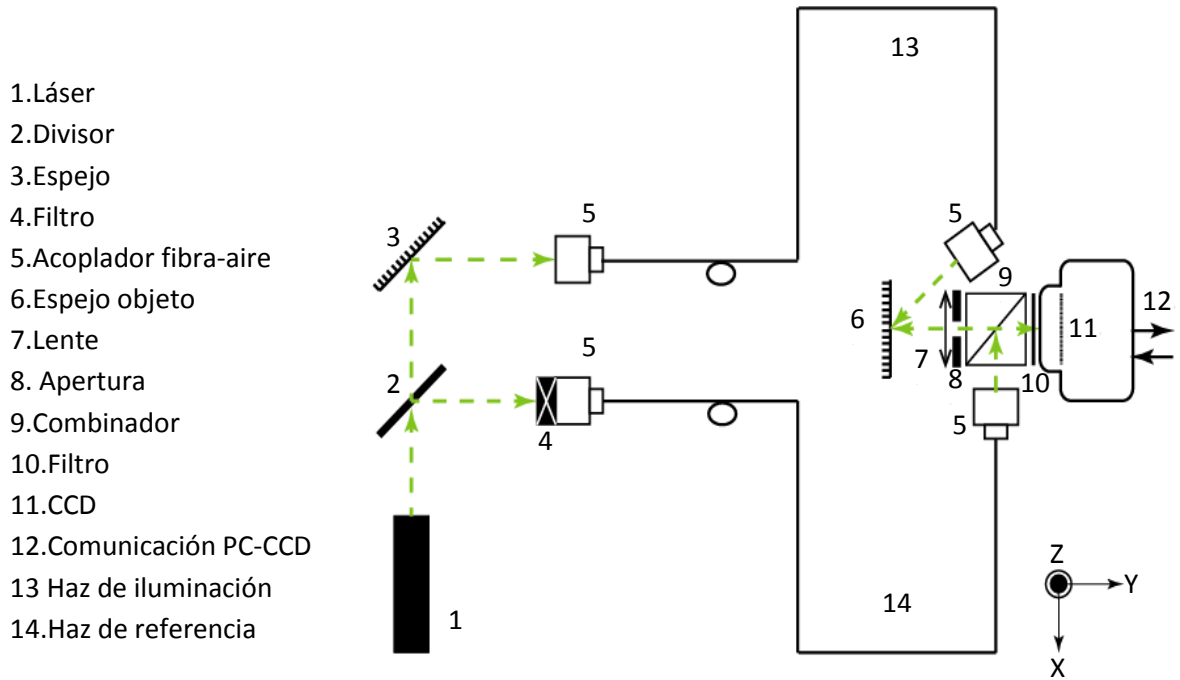 1.Láser
2.Divisor
3.Espejo
4.Filtro
5.Acoplador fibra-aire
6.Espejo objeto
7.Lente
8. Apertura
9.Combinador
10.Filtro
11.CCD
12.Comunicación PC-CCD
13 Haz de iluminación
14.Haz de referencia
13
3
5
5
9
6
7
8
10
11
12
2
5
4
5
1
14
Z
Y
X